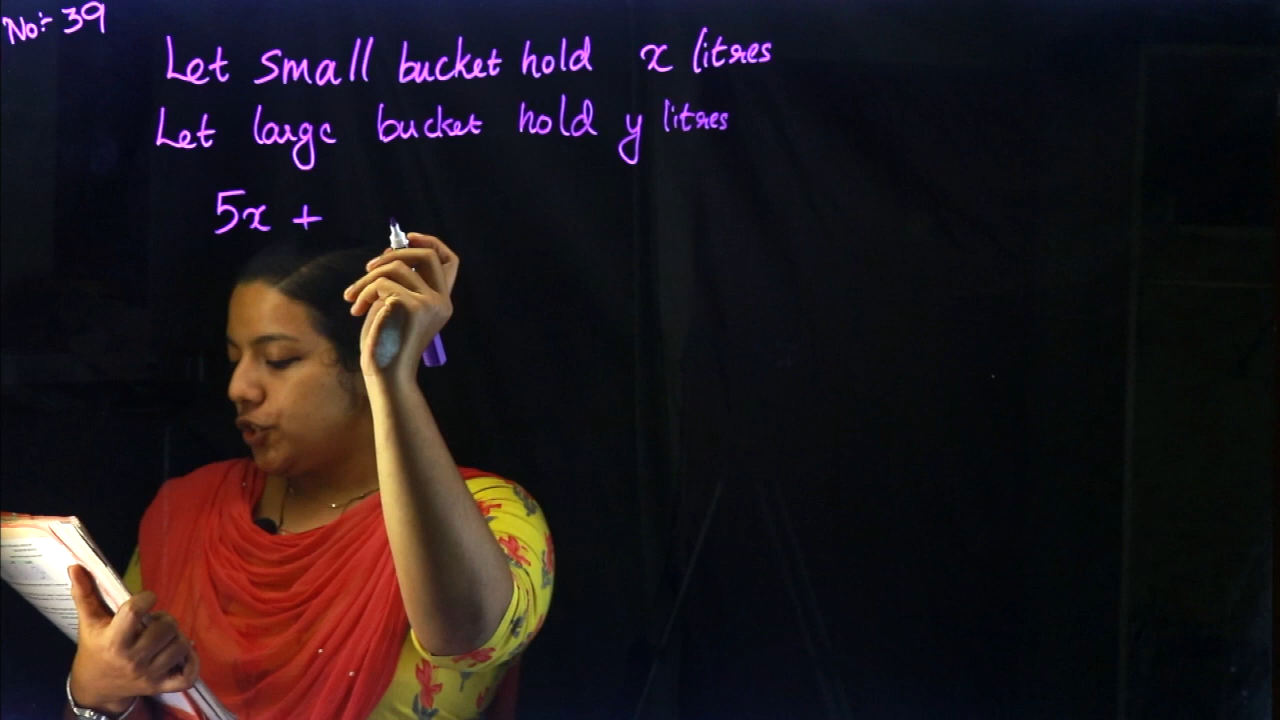 No:- 39
Let small bucket hold x litres
Let large bucket hold y litres
5x +